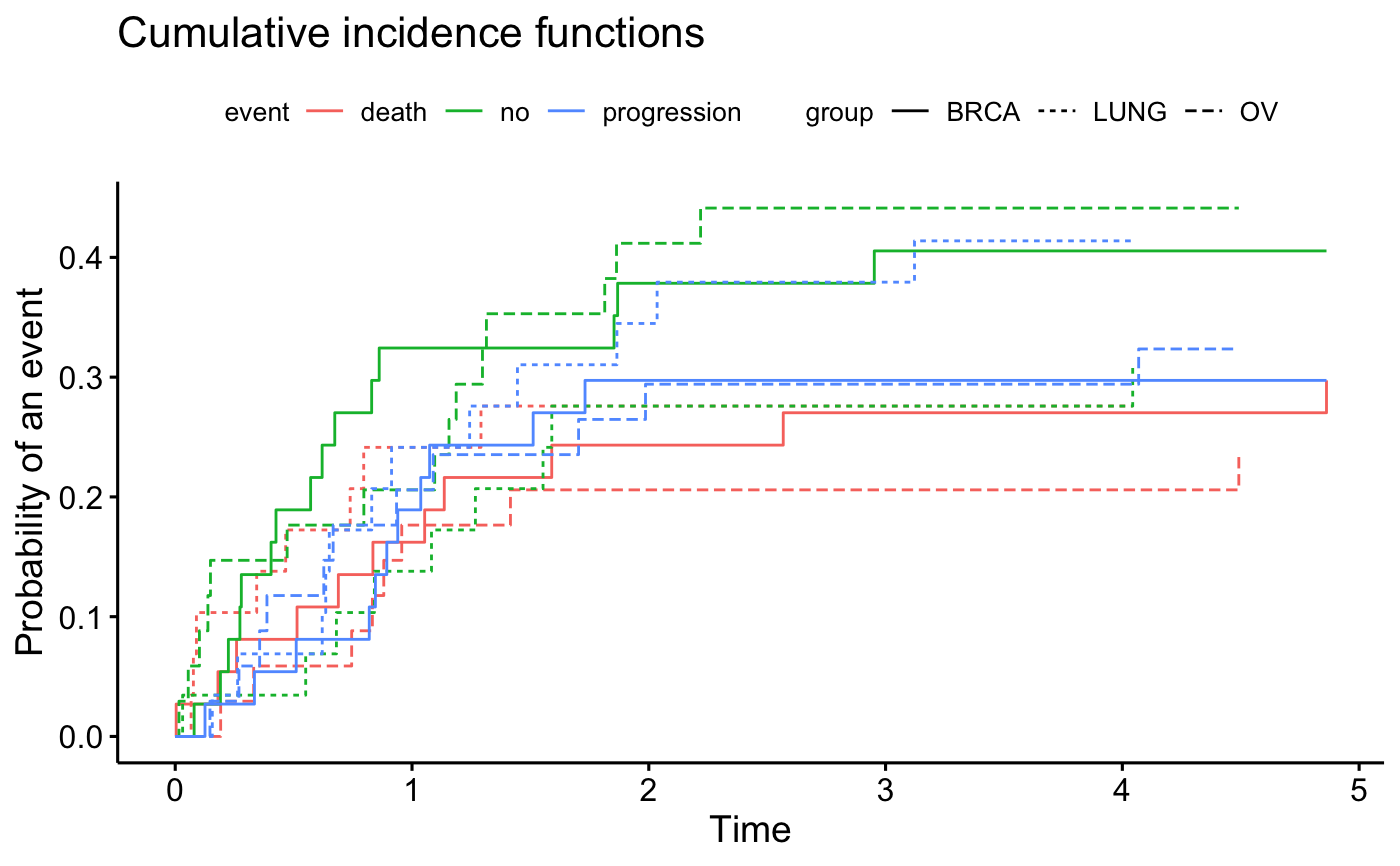 Cumulative incidence functions
event death no progression group BRCA LUNG OV
Probability of an event
0.4
0.3
0.2
0.1
0.0
0 1 2 3 4 5
Time